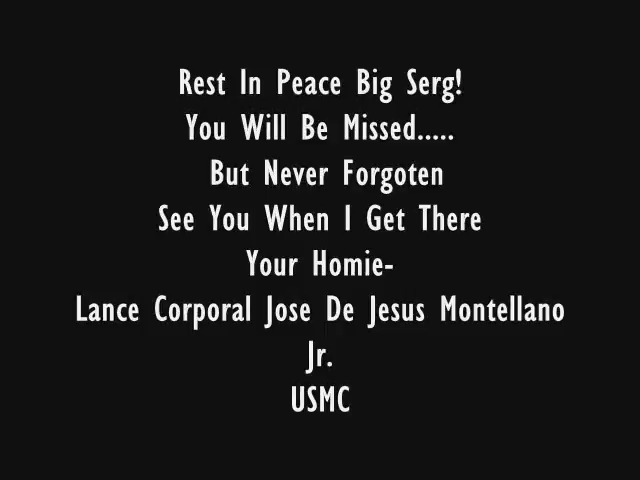 Rest In Peace Big Serg!
You Will Be Missed.....
But Never Forgoten
See You When I Get There
Your Homie-
Lance Corporal Jose De Jesus Montellano
Jr.
USMC